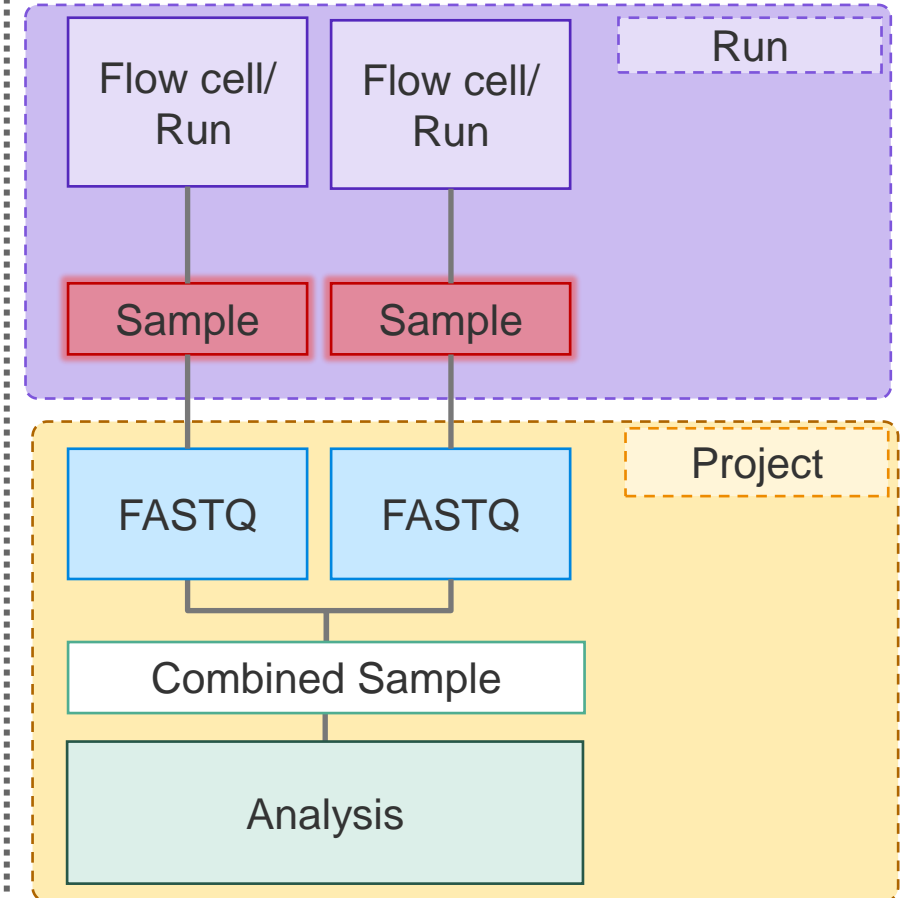 Run
Flow cell/
Run
Flow cell/
Run
Sample
Sample
Project
FASTQ
FASTQ
Combined Sample
Analysis